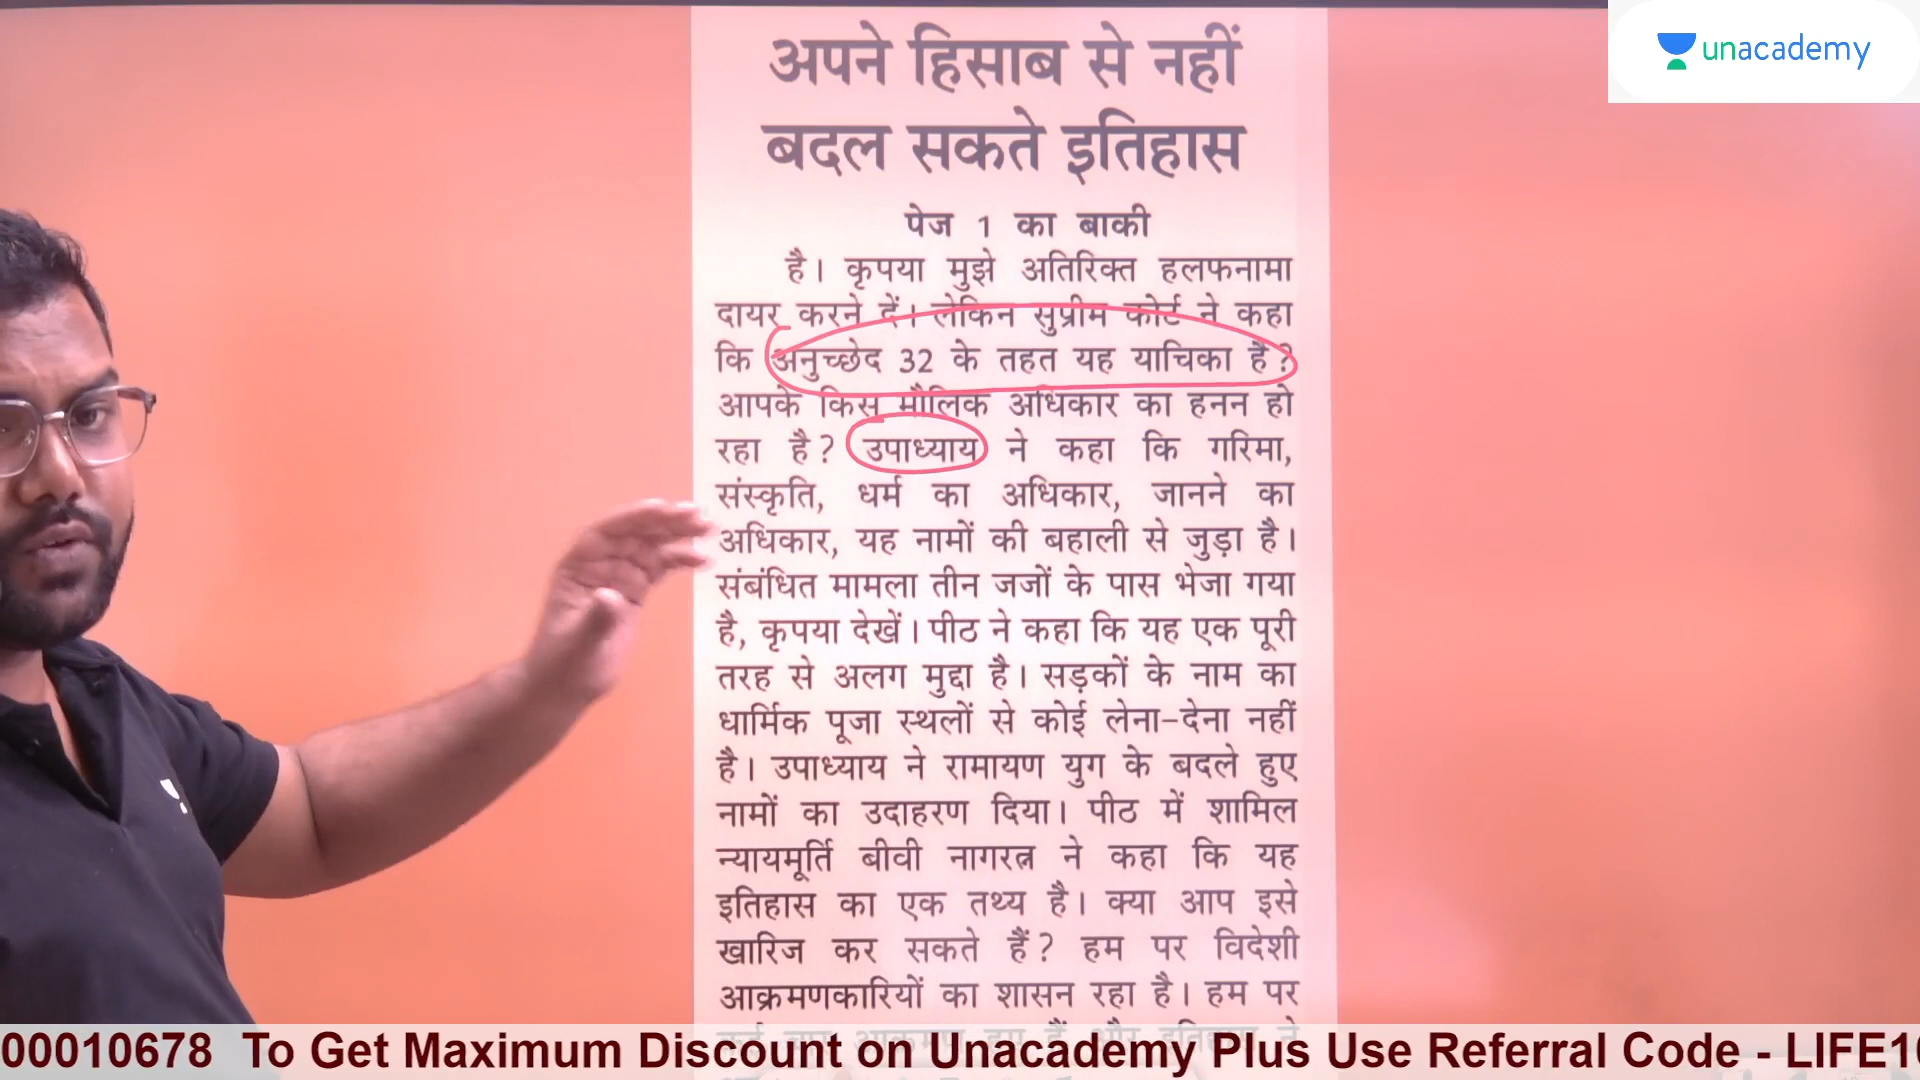 unacademy
अपने हिसाब से नहीं
बदल सकते इतिहास
पेज 1 का बाकी
है। कृपया मुझे अतिरिक्त हलफनामा
दायर करने दें। लेकिन सुप्रीम कोर्ट ने कहा
कि अनुच्छेद 32 के तहत यह याचिका है?
आपके किस मौलिक अधिकार का हनन हो
रहा है? उपाध्याय ने कहा कि गरिमा,
संस्कृति, धर्म का अधिकार, जानने का
अधिकार, यह नामों की बहाली से जुड़ा है।
संबंधित मामला तीन जजों के पास भेजा गया
है, कृपया देखें। पीठ ने कहा कि यह एक पूरी
तरह से अलग मुद्दा है। सड़कों के नाम का
धार्मिक पूजा स्थलों से कोई लेना-देना नहीं
है। उपाध्याय ने रामायण युग के बदले हुए
नामों का उदाहरण दिया। पीठ में शामिल
न्यायमूर्ति बीवी नागरत्न ने कहा कि यह
इतिहास का एक तथ्य है। क्या आप इसे
खारिज कर सकते हैं? हम पर विदेशी
आक्रमणकारियों का शासन रहा है। हम पर
00010678 To Get Maximum Discount on Unacademy Plus Use Referral Code - LIFE10